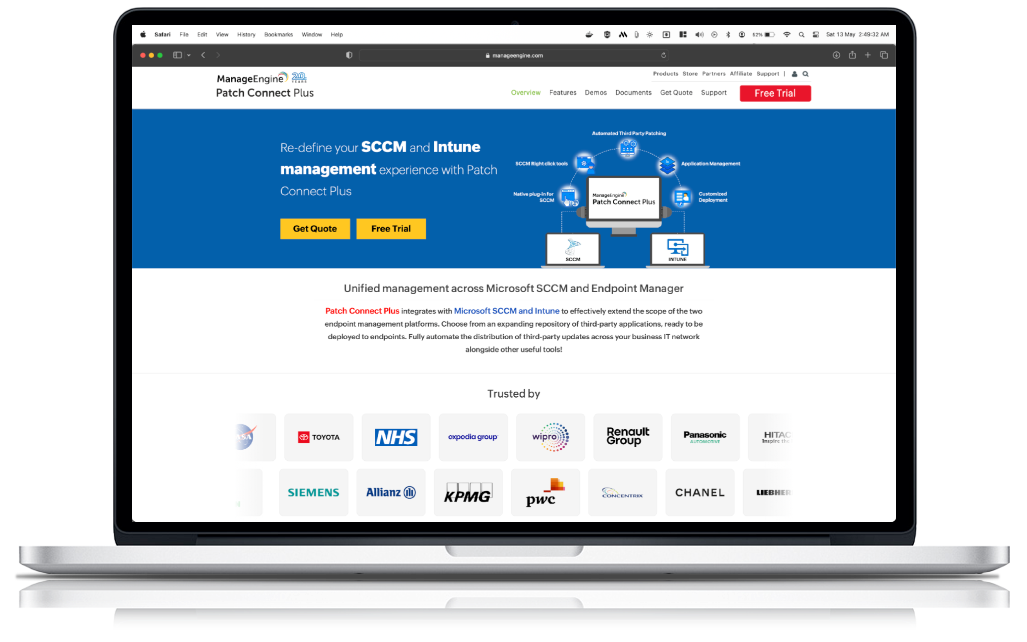 Safari File Edit View History Bookmarks Window Help
62%
Sat 13 May 2:49:32 AM
manageengine.com
ManageEngine 20 YEARS
Products Store Partners Affiliate Support |
Patch Connect Plus
Overview Features Demos Documents Get Quote Support Free Trial
Re-define your SCCM and Intune
management experience with Patch
Connect Plus
Get Quote Free Trial
Automated Third Party Patching
SCCM Right-click tools
Application Management
Native plug-in for
SCCM
Customized
Deployment
ManageEngine
Patch Connect Plus
SCCM
INTUNE
Unified management across Microsoft SCCM and Endpoint Manager
Patch Connect Plus integrates with Microsoft SCCM and Intune to effectively extend the scope of the two
endpoint management platforms. Choose from an expanding repository of third-party applications, ready to be
deployed to endpoints. Fully automate the distribution of third-party updates across your business IT network
alongside other useful tools!
Trusted by
TOYOTA
NHS
expedia group
wipro
Renault
Group
Panasonic
AUTOMOTIVE
HITAC
Inspire the
SIEMENS
Allianz
KPMG
pwc
CONCENTRIX
CHANEL
LIEBHER